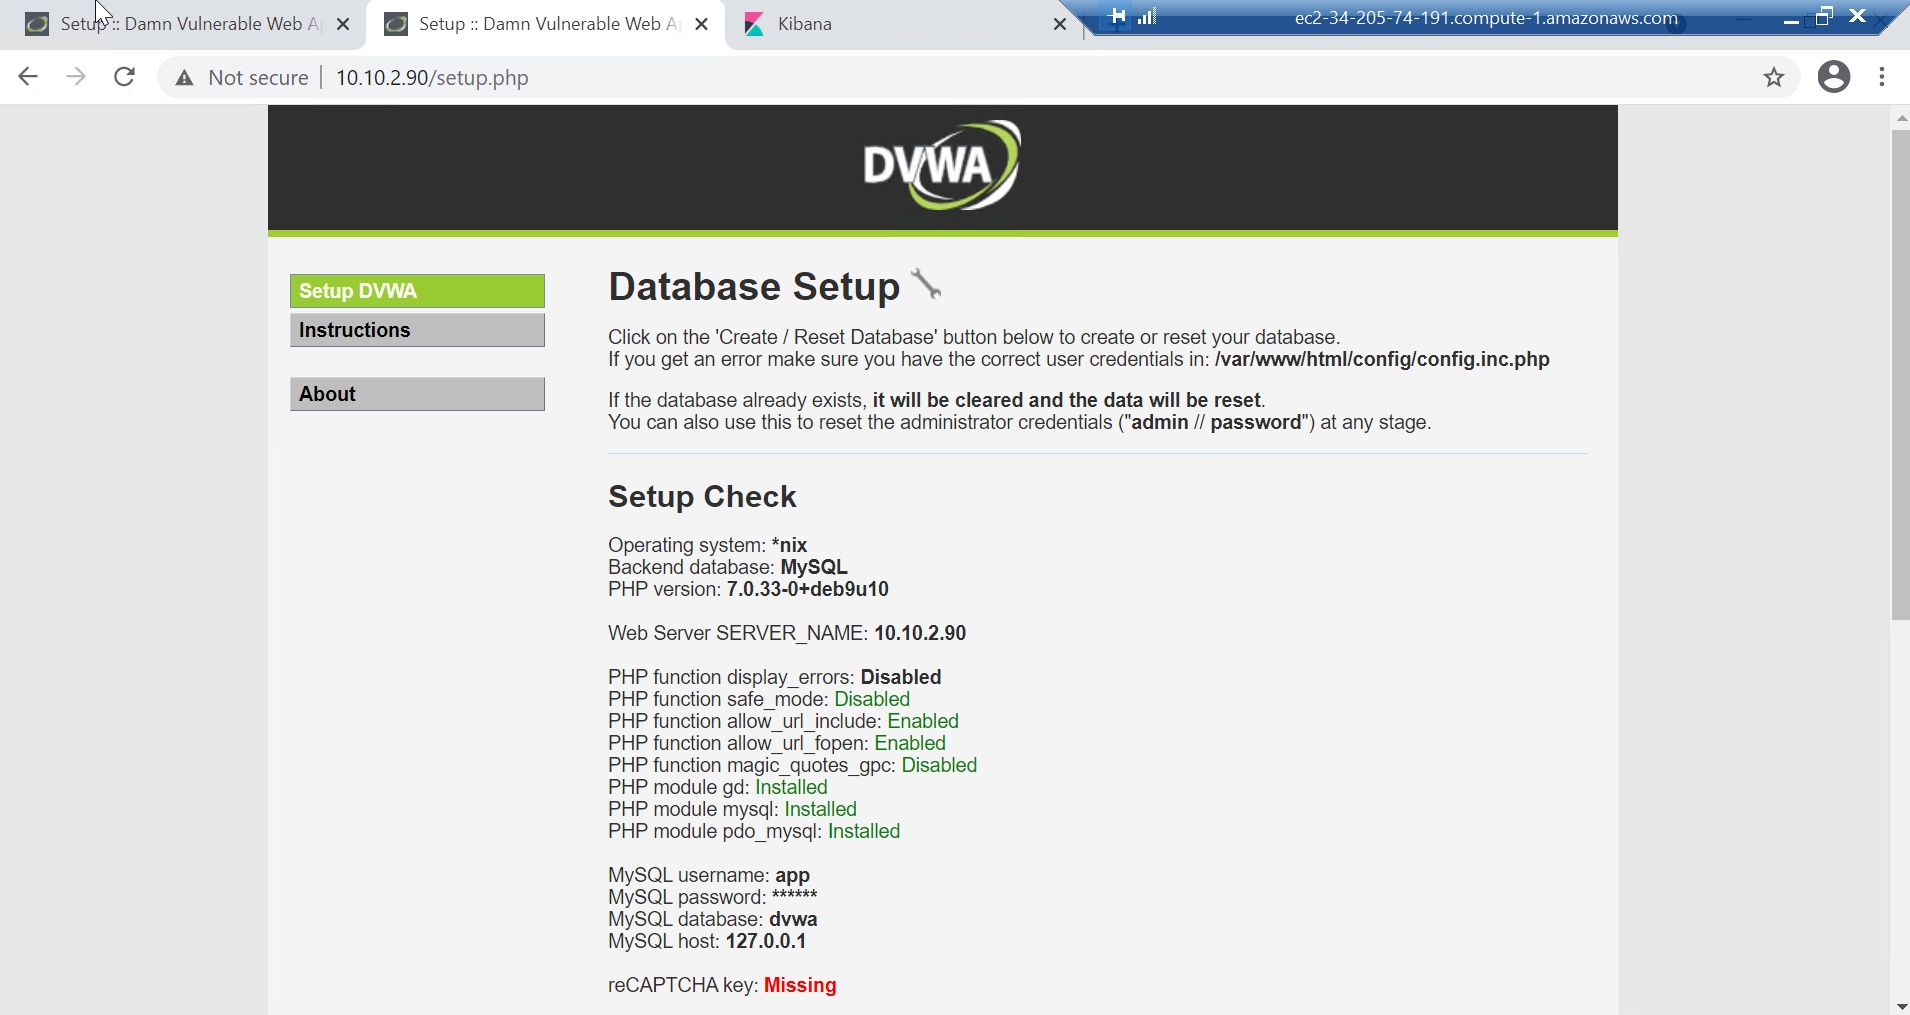 Setup :: Damn Vulnerable Web A
Setup :: Damn Vulnerable Web A
Kibana
ec2-34-205-74-191.compute-1.amazonaws.com
Not secure
10.10.2.90/setup.php
DVWA
Setup DVWA
Instructions
About
Database Setup
Click on the 'Create / Reset Database' button below to create or reset your database.
If you get an error make sure you have the correct user credentials in: /var/www/html/config/config.inc.php
If the database already exists, it will be cleared and the data will be reset.
You can also use this to reset the administrator credentials ("admin // password") at any stage.
Setup Check
Operating system: *nix
Backend database: MySQL
PHP version: 7.0.33-0+deb9u10
Web Server SERVER_NAME: 10.10.2.90
PHP function display_errors: Disabled
PHP function safe_mode: Disabled
PHP function allow_url_include: Enabled
PHP function allow_url_fopen: Enabled
PHP function magic_quotes_gpc: Disabled
PHP module gd: Installed
PHP module mysql: Installed
PHP module pdo_mysql: Installed
MySQL username: app
MySQL password: ******
MySQL database: dvwa
MySQL host: 127.0.0.1
reCAPTCHA key: Missing